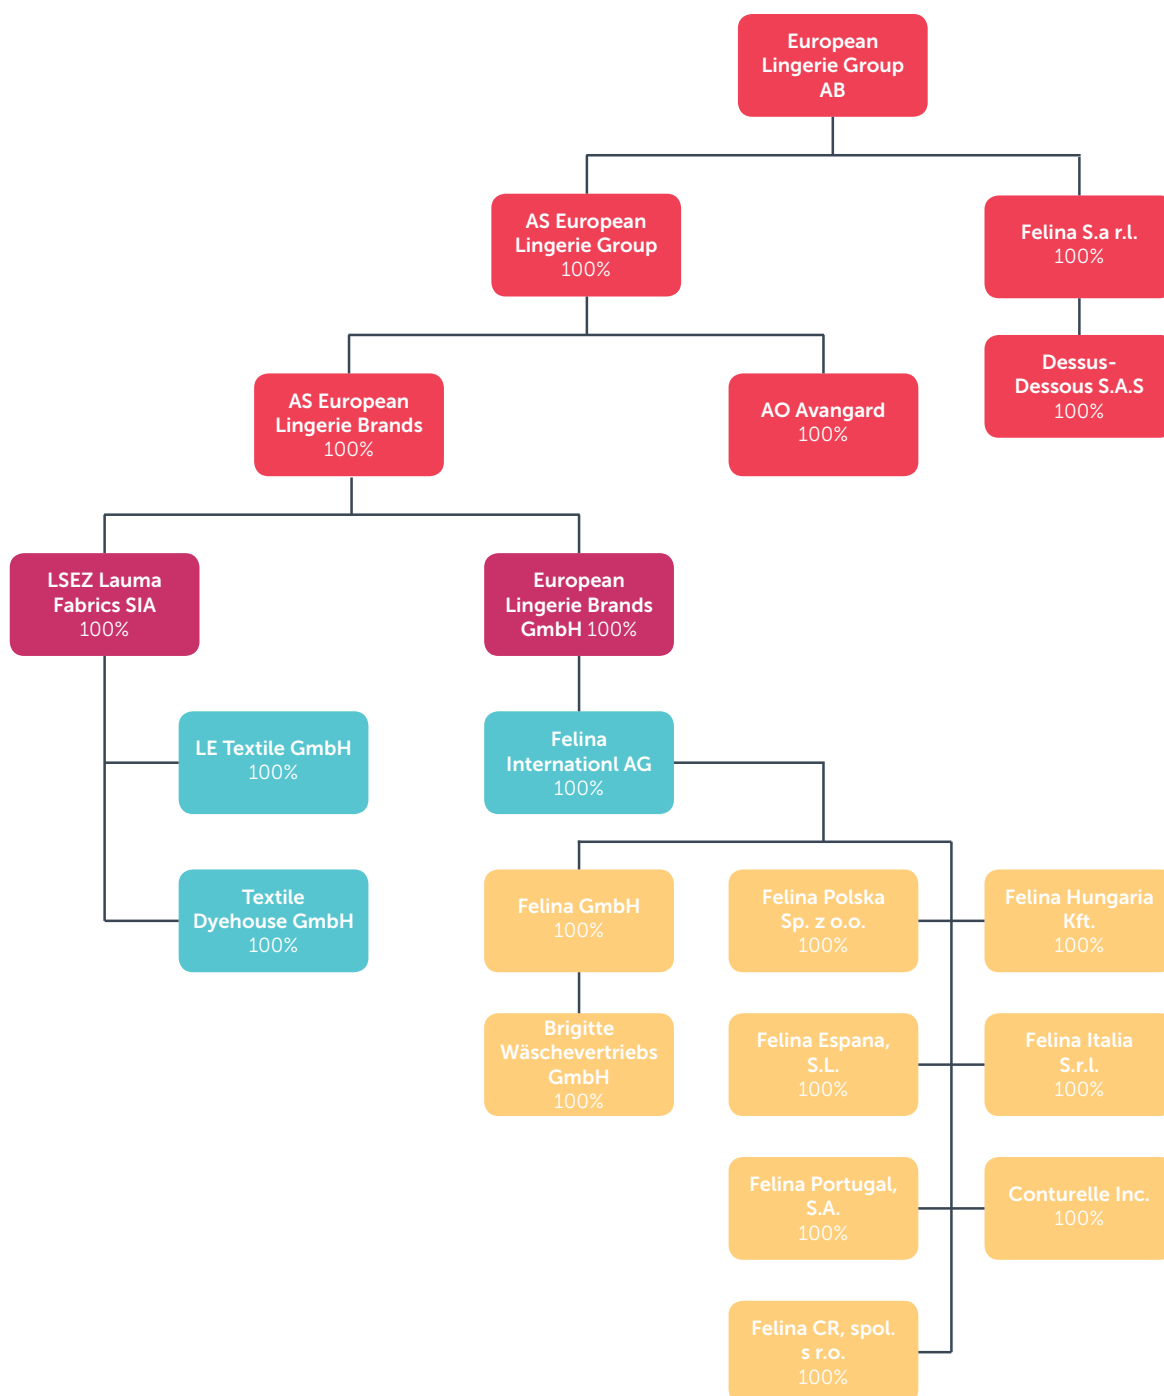 European
Lingerie Group
AB
AS European
Lingerie Group
100%
Felina S.a r.l.
100%
AS European
Lingerie Brands
100%
AO Avangard
100%
Dessus-
Dessous S.A.S
100%
LSEZ Lauma
Fabrics SIA
100%
European
Lingerie Brands
GmbH 100%
LE Textile GmbH
100%
Felina
Internationl AG
100%
Textile
Dyehouse GmbH
100%
Felina GmbH
100%
Felina Polska
Sp. z o.o.
100%
Felina Hungaria
Kft.
100%
Brigitte
Wäschevertriebs
GmbH
100%
Felina Espana,
S.L.
100%
Felina Italia
S.r.l.
100%
Felina Portugal,
S.A.
100%
Conturelle Inc.
100%
Felina CR, spol.
s r.o.
100%